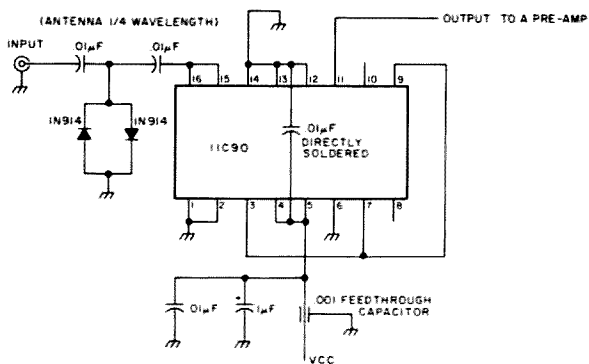 (ANTENNA 1/4 WAVELENGTH)
OUTPUT TO A PRE-AMP
INPUT
.01µF
.01µF
16
15
14
13
12
11
10
9
1N914
1N914
11C90
.01µF
DIRECTLY
SOLDERED
1
2
3
4
5
6
7
8
.01µF
+
1µF
.001 FEEDTHROUGH
CAPACITOR
VCC